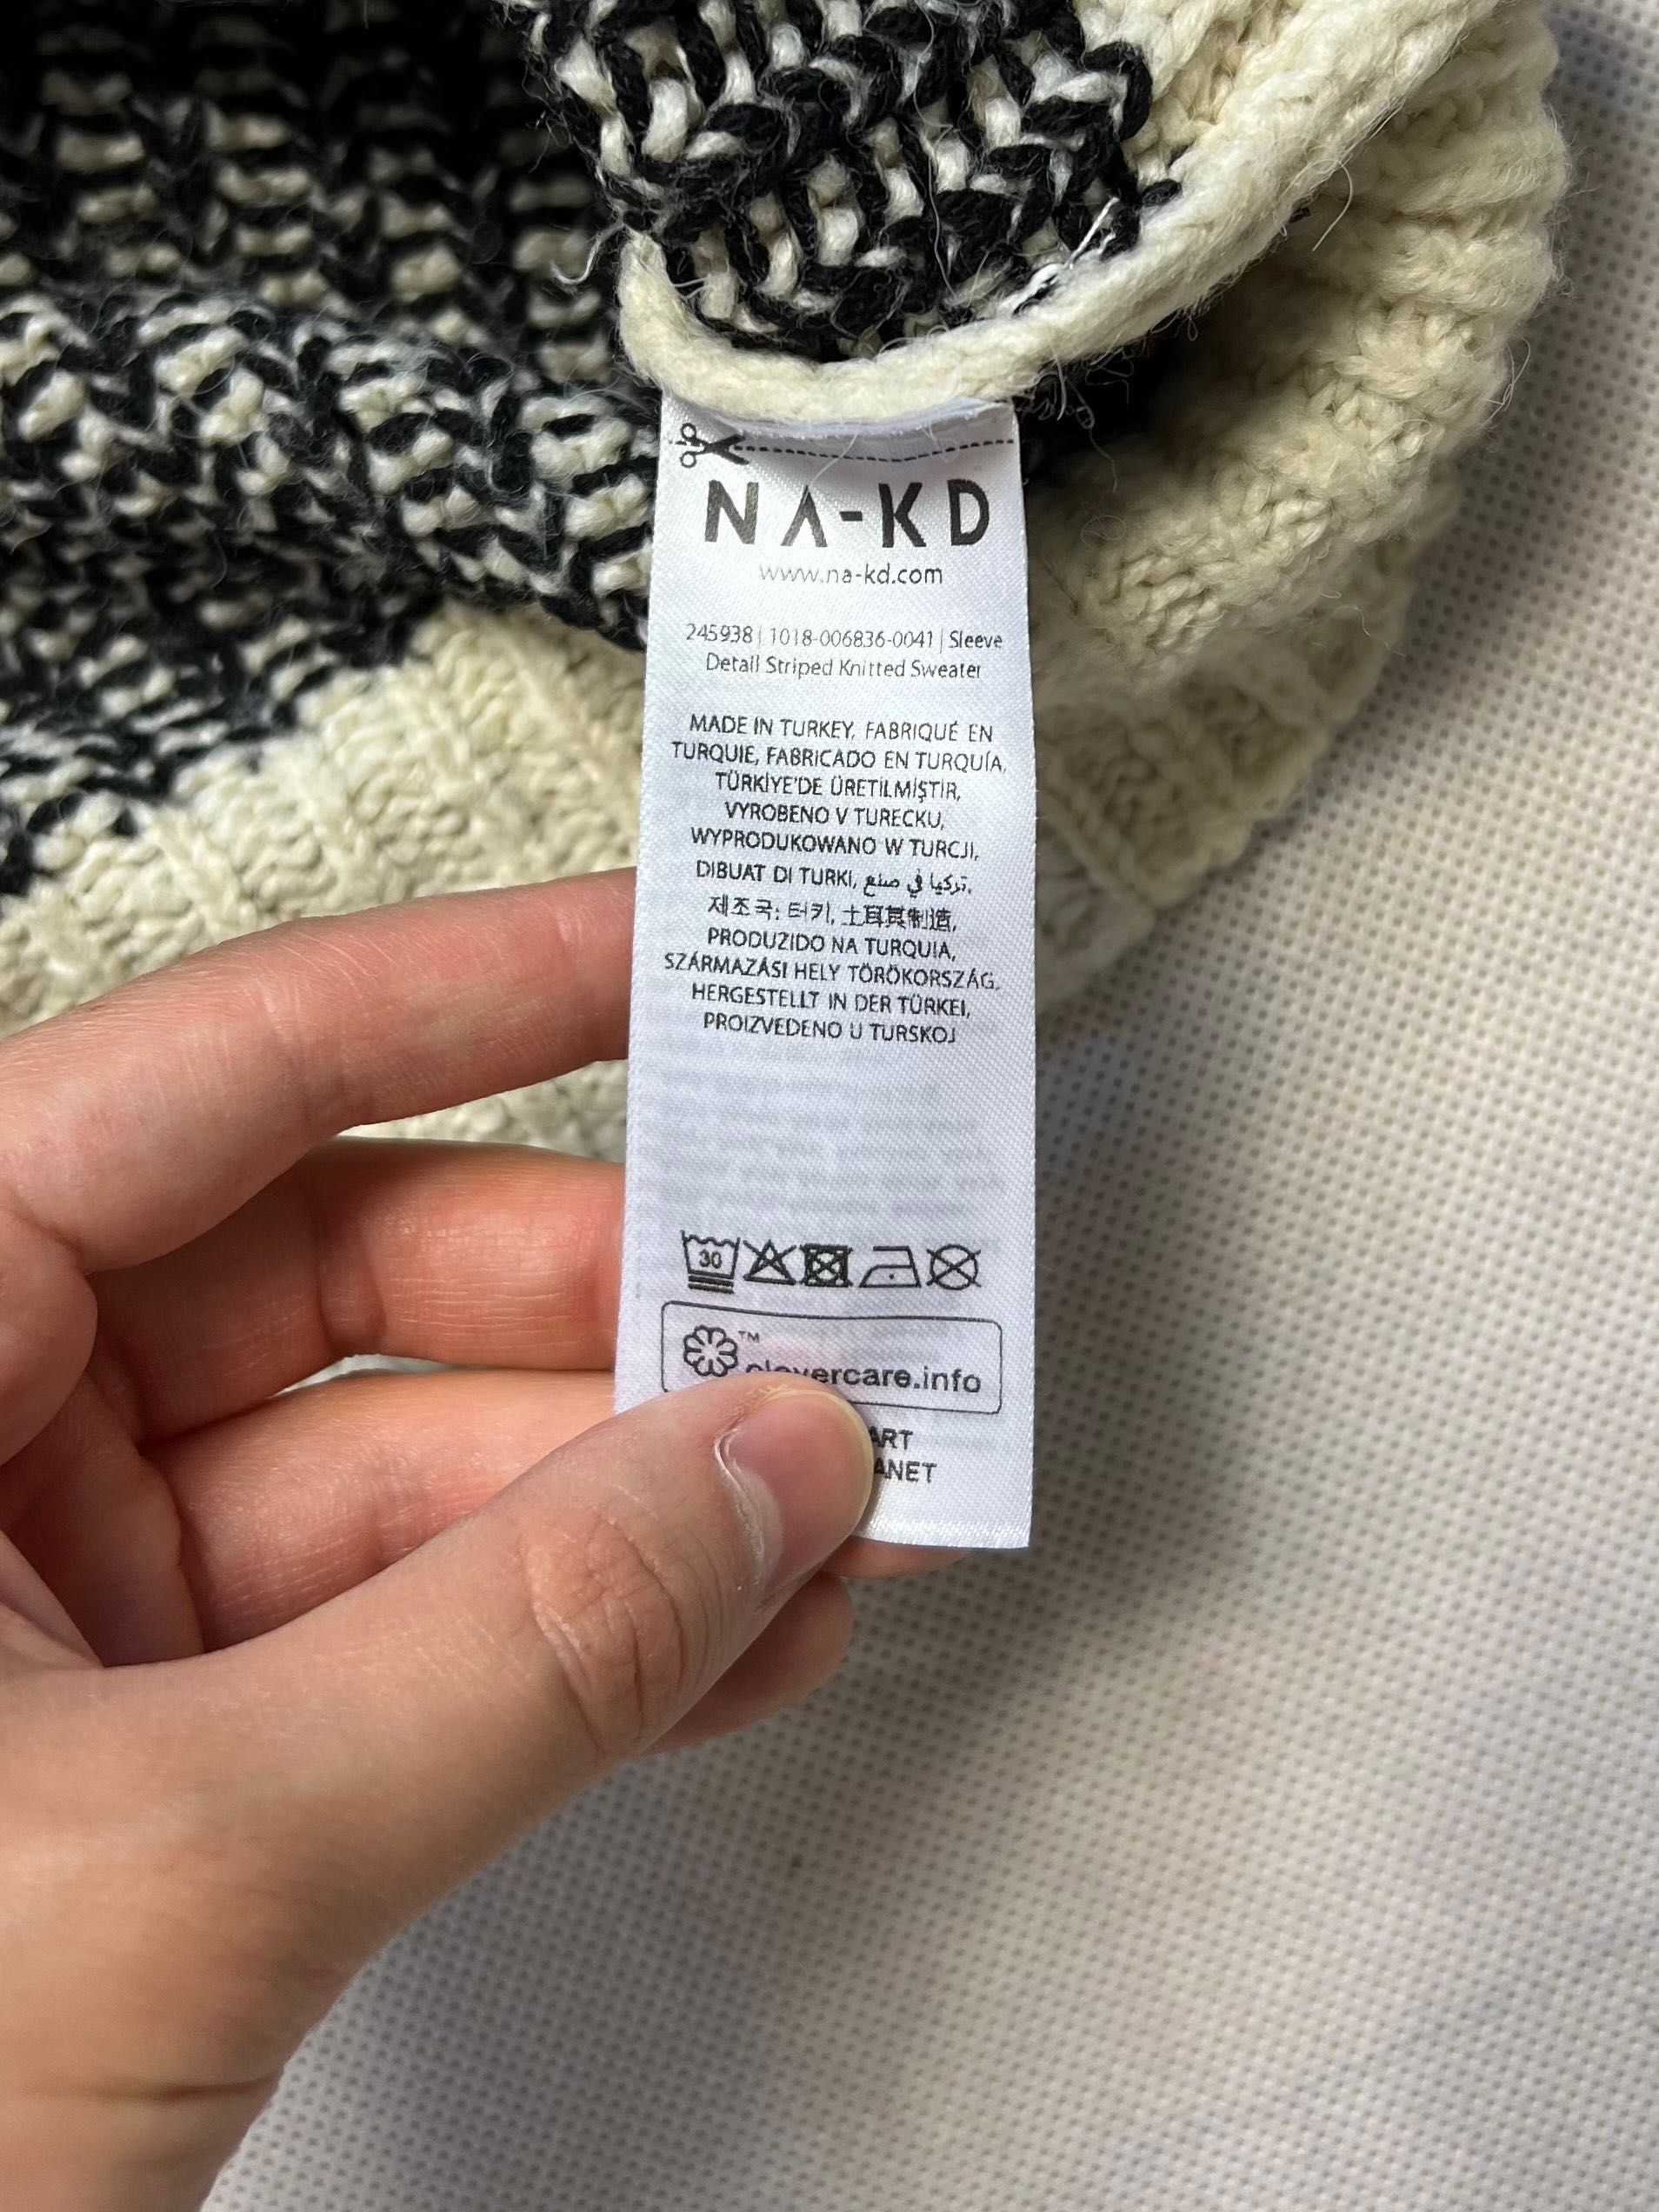 NA-KD
www.na-kd.com
245938 | 1018-006836-0041 | Sleeve
Detail Striped Knitted Sweater
MADE IN TURKEY, FABRIQUÉ EN
TURQUIE, FABRICADO EN TURQUÍA,
TÜRKİYE'DE ÜRETİLMİŞTİR,
VYROBENO V TURECKU,
WYPRODUKOWANO W TURCJI,
DIBUAT DI TURKI, تركيا في صنع,
제조국: 터키, 土耳其制造,
PRODUZIDO NA TURQUIA,
SZÁRMAZÁSI HELY TÖRÖKORSZÁG,
HERGESTELLT IN DER TÜRKEI,
PROIZVEDENO U TURSKOJ
30
TM
clevercare.info
ART
ANET